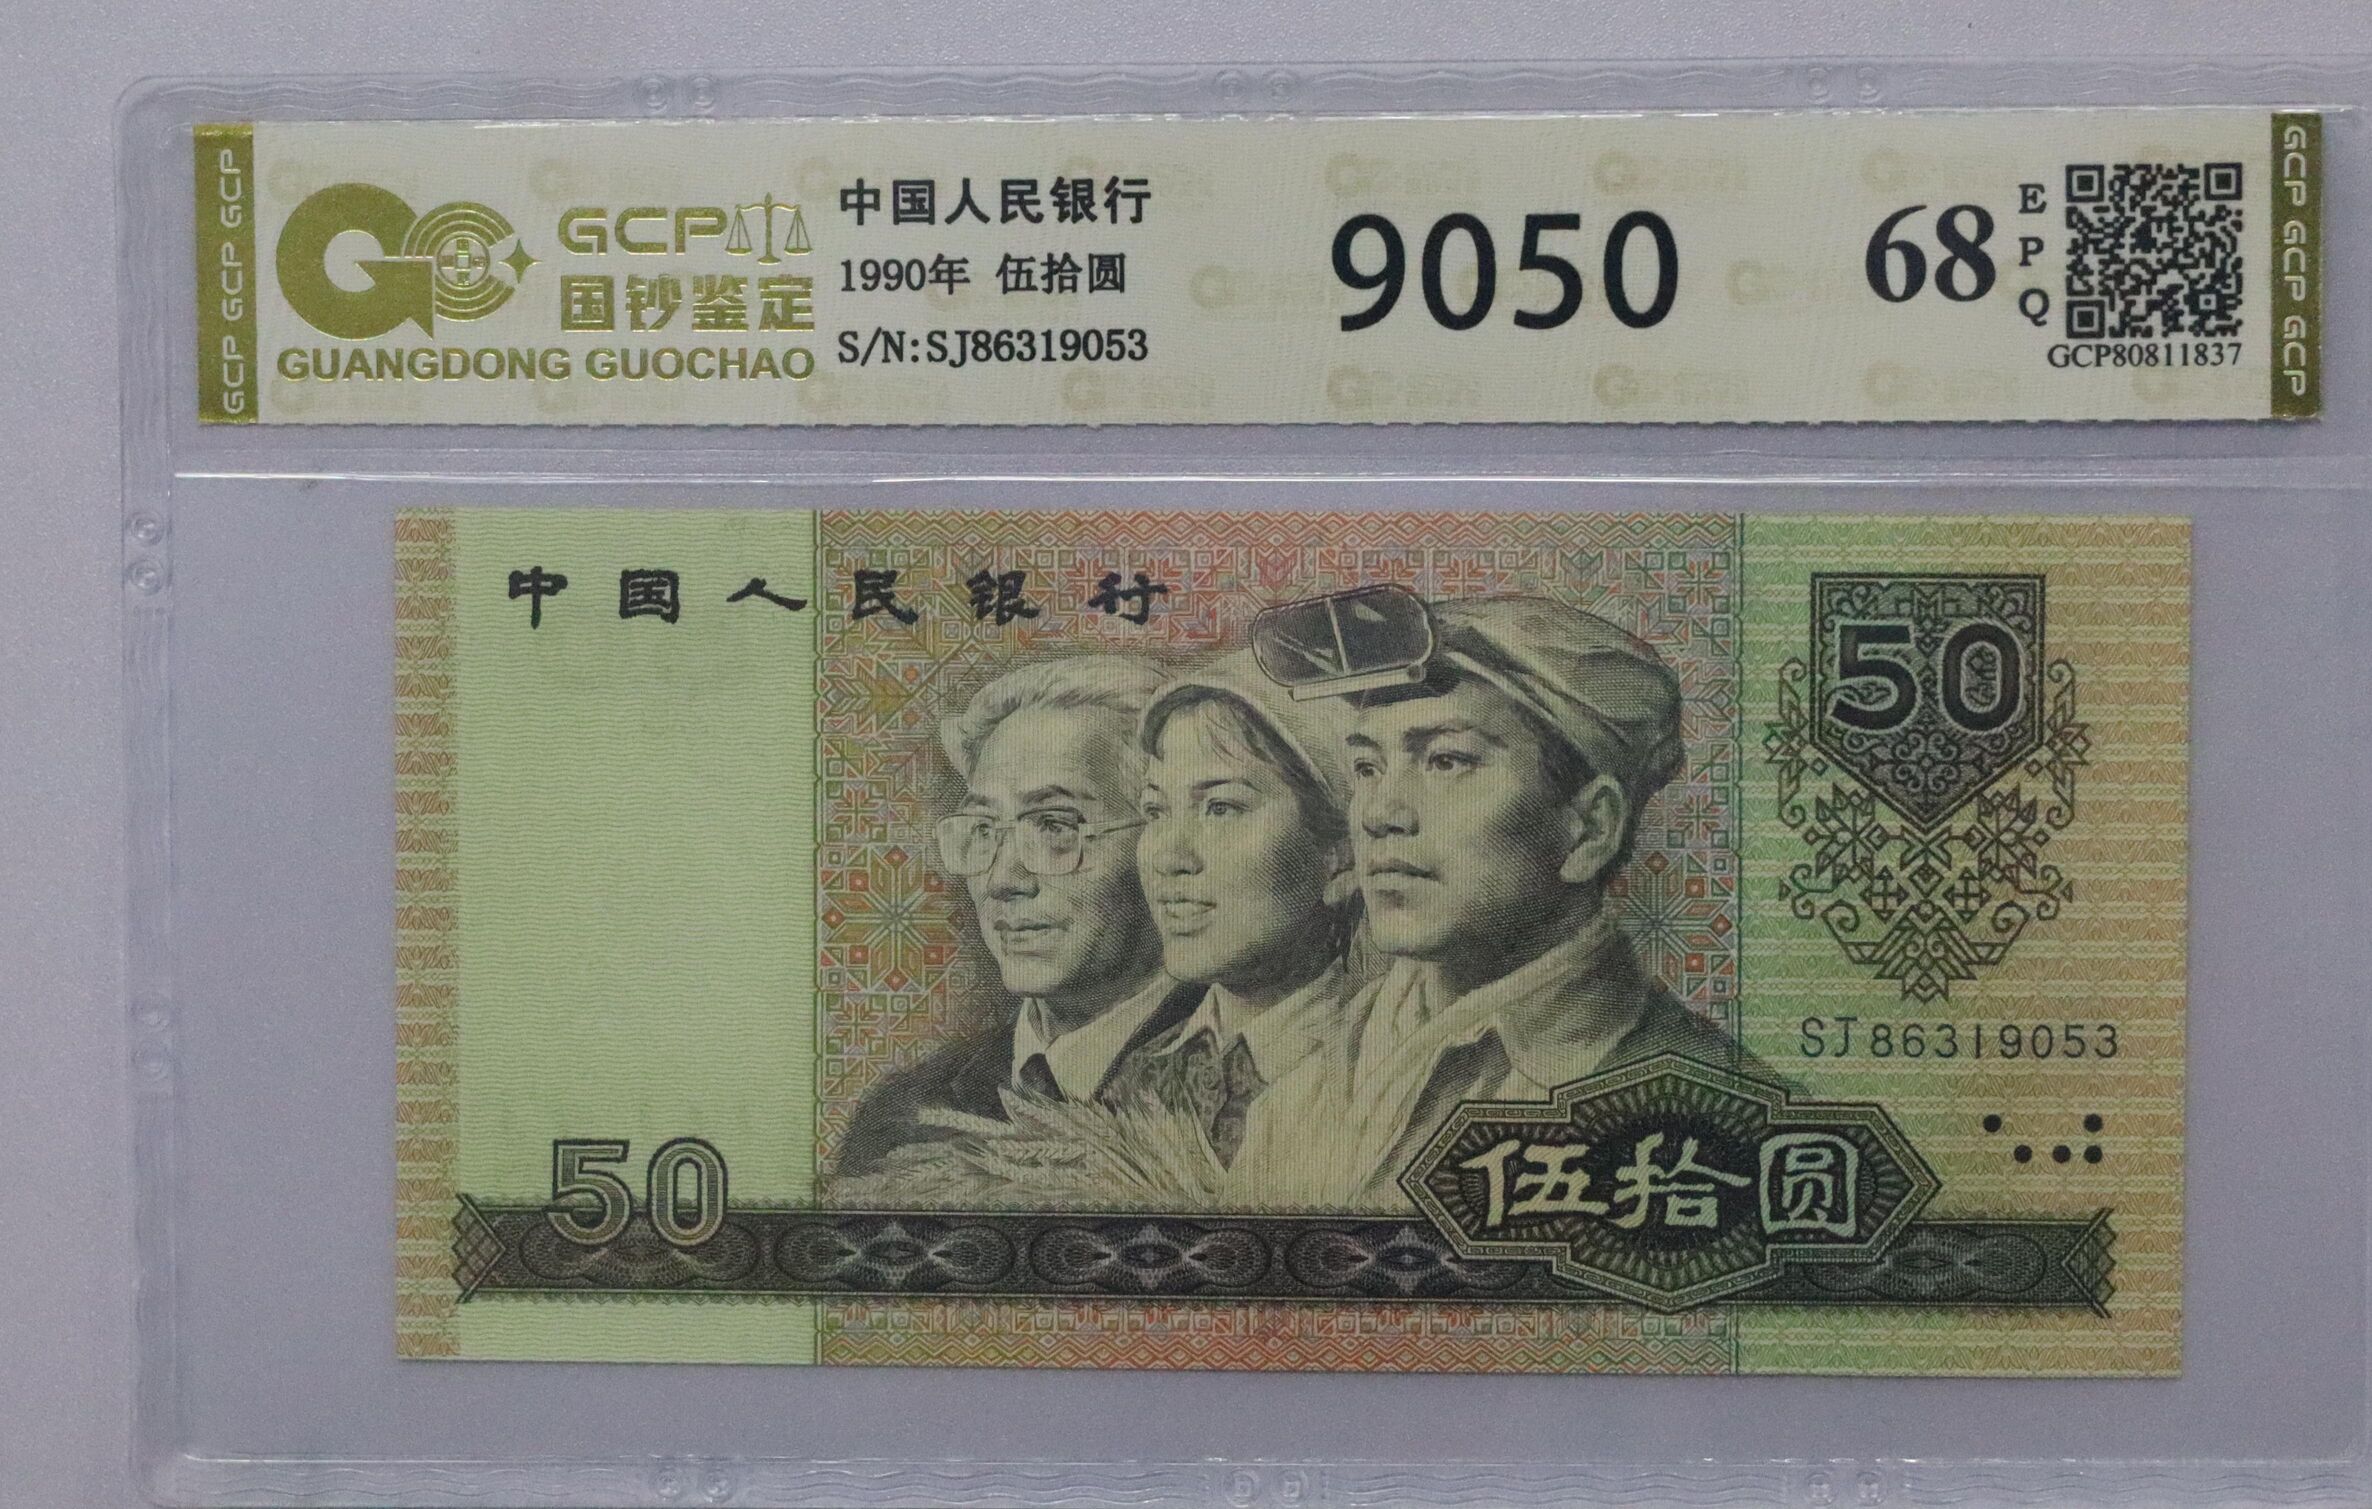 GCP GCP GCP
GCP
国钞鉴定
GUANGDONG GUOCHAO
中国人民银行
1990年 伍拾圆
S/N:SJ86319053
9050
68
EPQ
GCP80811837
GCP GCP GCP
中国人民银行
50
SJ86319053
50
伍拾圆